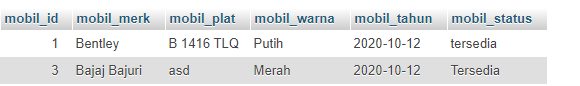 mobil_id mobil_merk mobil_plat mobil_warna mobil_tahun mobil_status
1 Bentley B 1416 TLQ Putih 2020-10-12 tersedia
3 Bajaj Bajuri asd Merah 2020-10-12 Tersedia